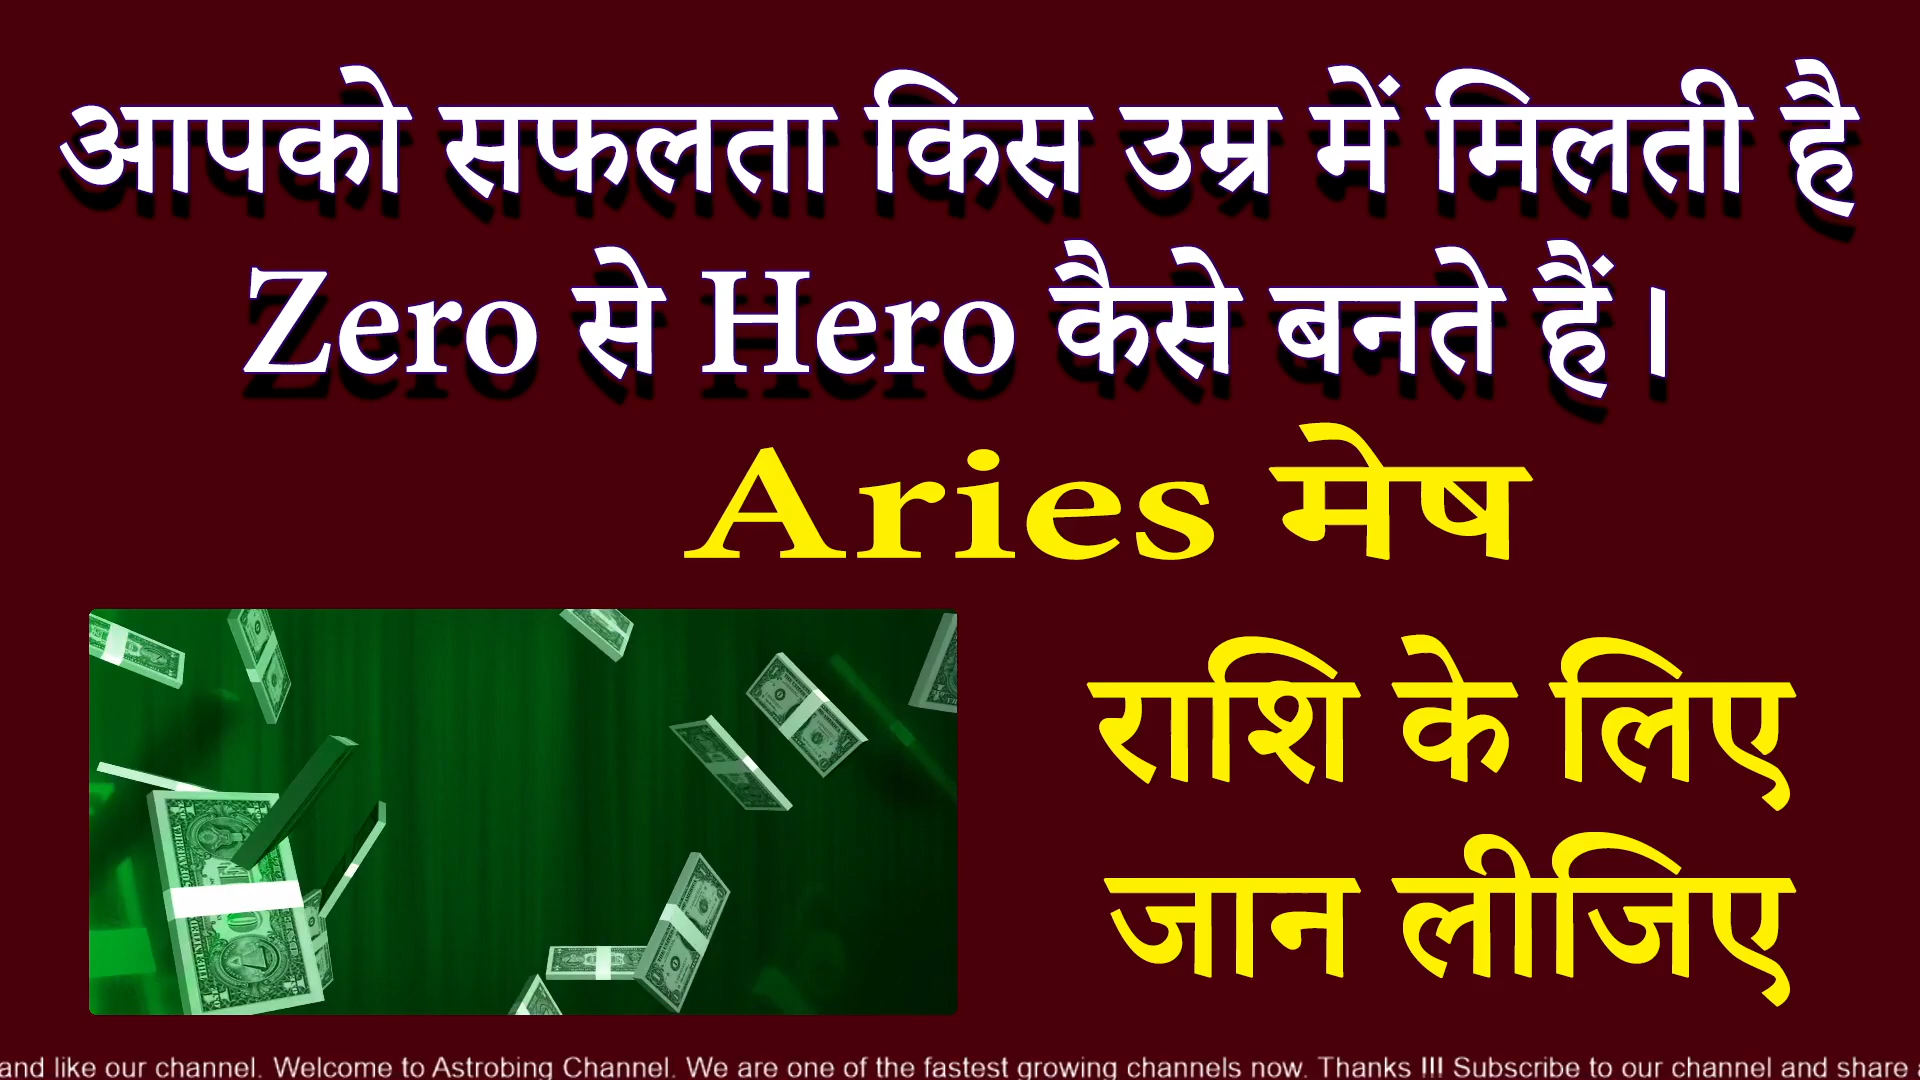 आपको सफलता किस उम्र में मिलती है
Zero से Hero कैसे बनते हैं।
Aries मेष
राशि के लिए
जान लीजिए
and like our channel. Welcome to Astrobing Channel. We are one of the fastest growing channels now. Thanks !!! Subscribe to our channel and share